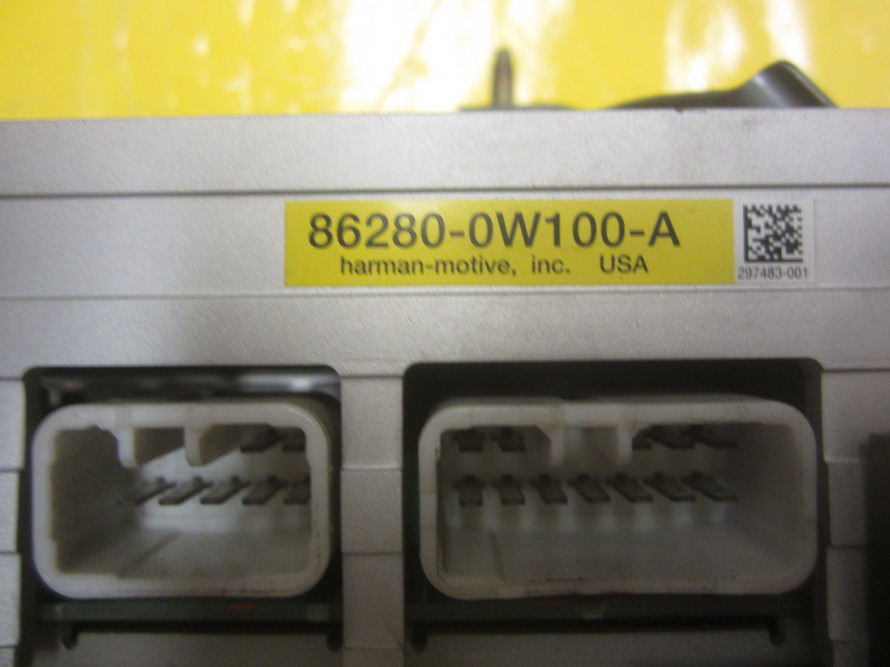 86280-0W100-A
harman-motive, inc. USA
297483-001